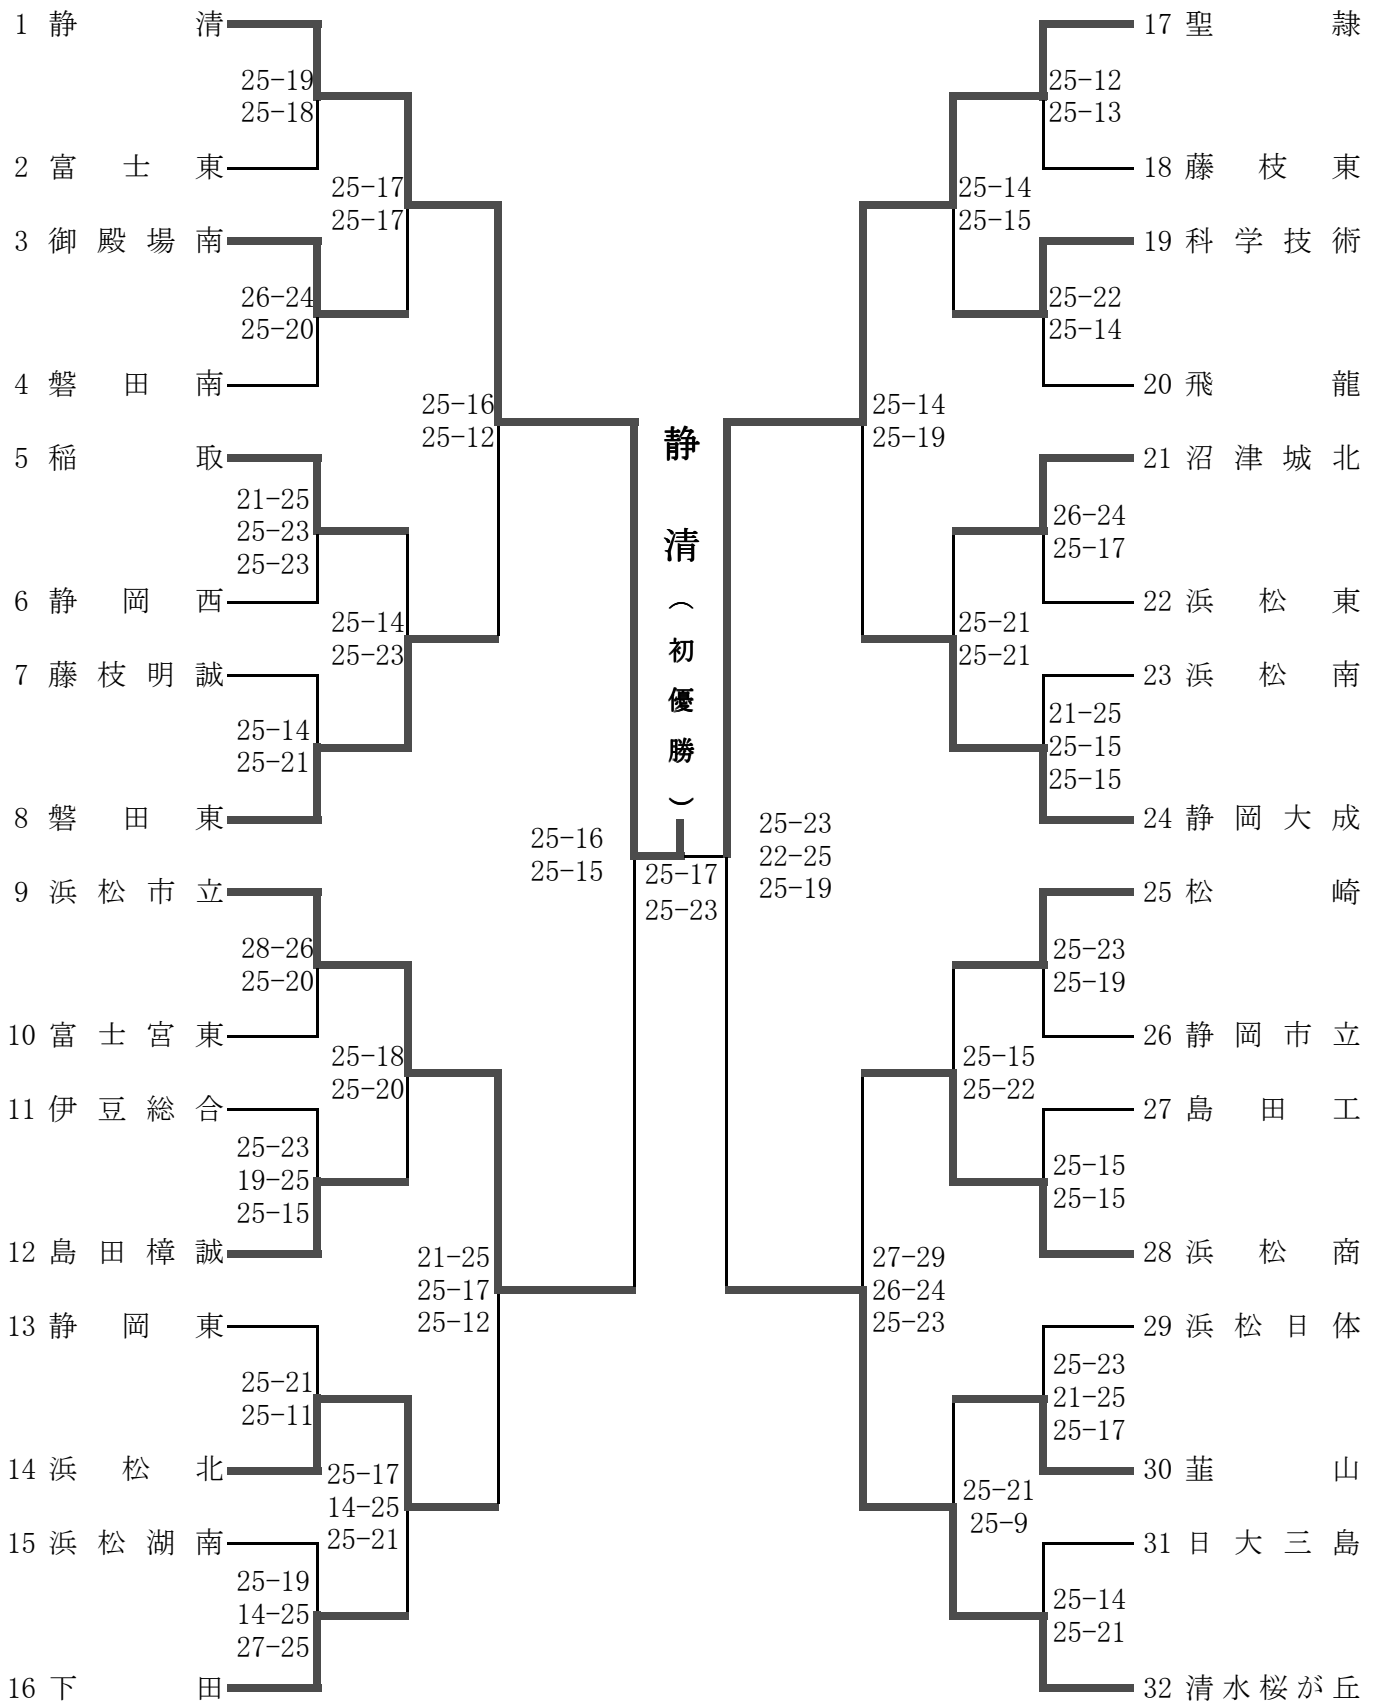 1 静清
25-19
25-18
2 富士東
25-17
25-17
3 御殿場南
26-24
25-20
4 磐田南
25-16
25-12
5 稲取
21-25
25-23
25-23
6 静岡西
25-14
25-23
7 藤枝明誠
25-14
25-21
8 磐田東
25-16
25-15
9 浜松市立
28-26
25-20
10 富士宮東
25-18
25-20
11 伊豆総合
25-23
19-25
25-15
12 島田樟誠
21-25
25-17
25-12
13 静岡東
25-21
25-11
14 浜松北
25-17
14-25
25-21
15 浜松湖南
25-19
14-25
27-25
16 下田
静清（初優勝）
25-17
25-23
17 聖隷
25-12
25-13
18 藤枝東
25-14
25-15
19 科学技術
25-22
25-14
20 飛龍
25-14
25-19
21 沼津城北
26-24
25-17
22 浜松東
25-21
25-21
23 浜松南
21-25
25-15
25-15
24 静岡大成
25-23
22-25
25-19
25 松崎
25-23
25-19
26 静岡市立
25-15
25-22
27 島田工
25-15
25-15
28 浜松商
27-29
26-24
25-23
29 浜松日体
25-23
21-25
25-17
30 韮山
25-21
25-9
31 日大三島
25-14
25-21
32 清水桜が丘